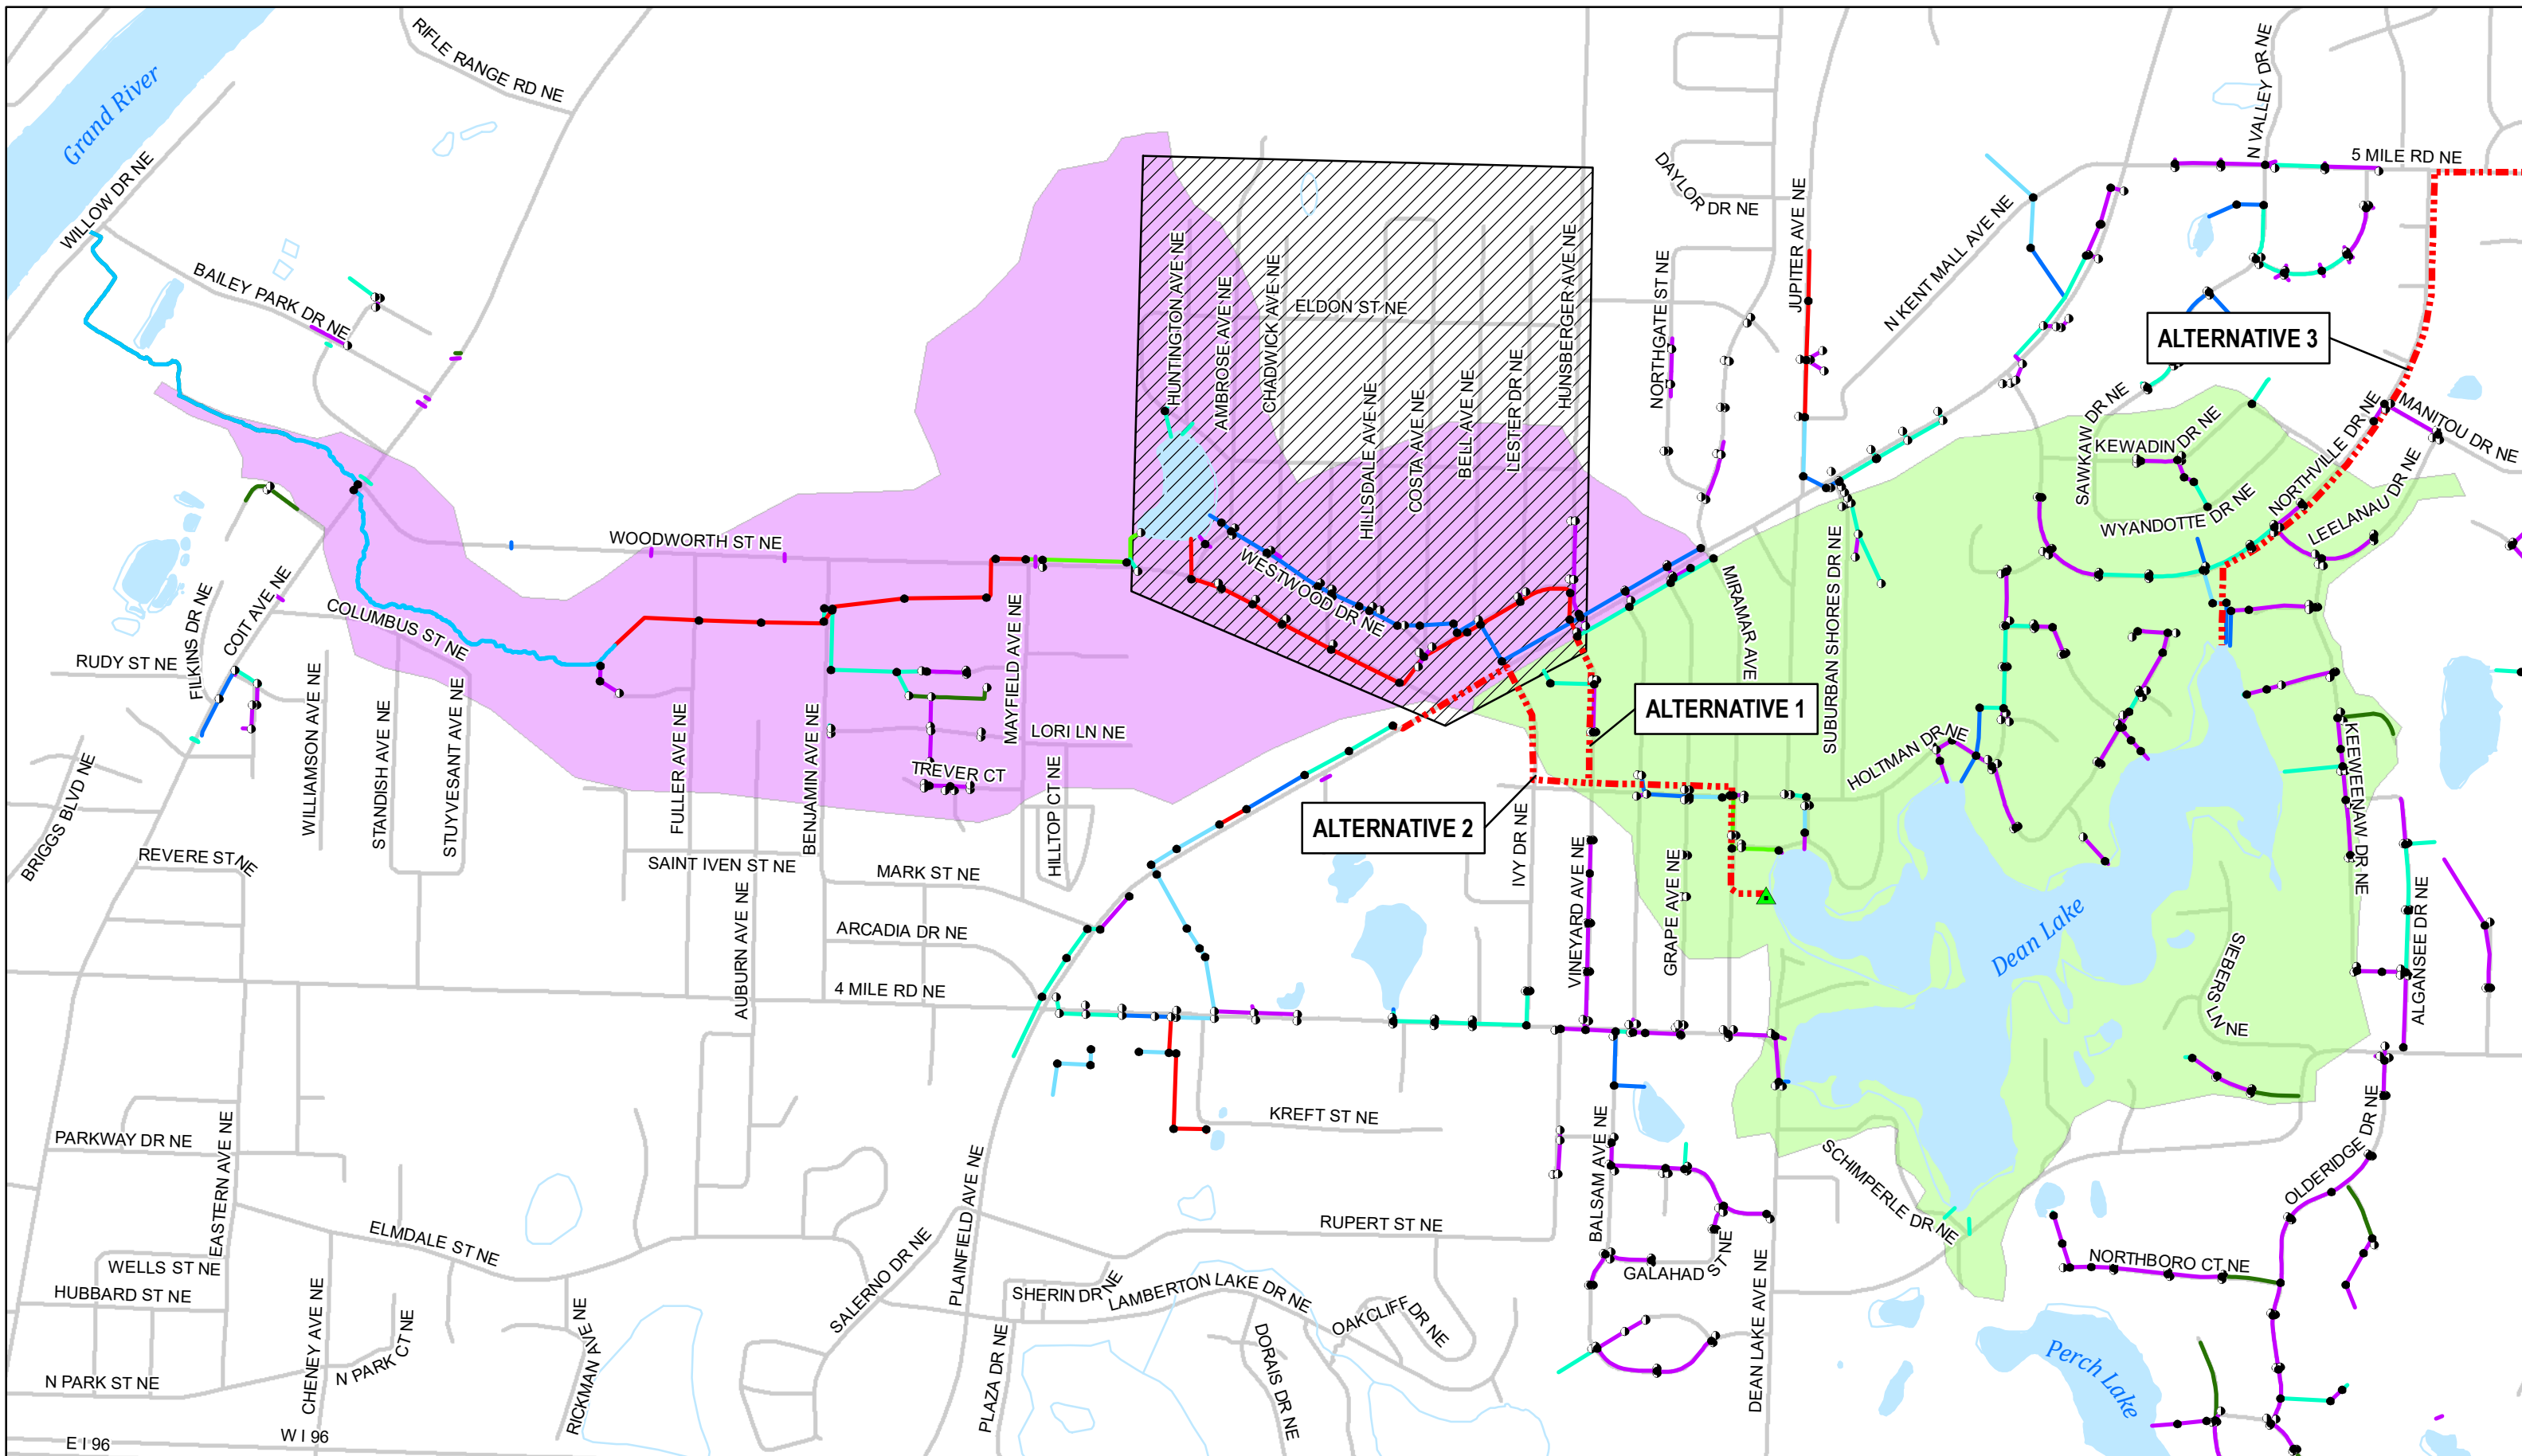 RIFLE RANGE RD NE
Grand River
WILLOW DR NE
BAILEY PARK DR NE
N VALLEY DR NE
5 MILE RD NE
DAYLOR DR NE
JUPITER AVE NE
N KENT MALL AVE NE
NORTHGATE ST NE
HUNTINGTON AVE NE
AMBROSE AVE NE
CHADWICK AVE NE
ELDON ST NE
HUNSBERGER AVE NE
HILLSDALE AVE NE
COSTA AVE NE
BELL AVE NE
LESTER DR NE
ALTERNATIVE 3
SAWKAW DR NE
KEWADIN DR NE
NORTHVILLE DR NE
MANITOU DR NE
WYANDOTTE DR NE
LEELANAU DR NE
WOODWORTH ST NE
WESTWOOD DR NE
MIRAMAR AVE
SUBURBAN SHORES DR NE
FILKINS DR NE
COIT AVE NE
COLUMBUS ST NE
RUDY ST NE
WILLIAMSON AVE NE
STANDISH AVE NE
STUYVESANT AVE NE
FULLER AVE NE
BENJAMIN AVE NE
MAYFIELD AVE NE
LORI LN NE
TREVER CT
HILLTOP CT NE
ALTERNATIVE 1
HOLTMAN DR NE
KEEWENAW DR NE
ALTERNATIVE 2
IVY DR NE
VINEYARD AVE NE
GRAPE AVE NE
BRIGGS BLVD NE
REVERE ST NE
SAINT IVEN ST NE
MARK ST NE
AUBURN AVE NE
ARCADIA DR NE
4 MILE RD NE
Dean Lake
SIEBERS LN NE
ALGANSEE DR NE
KREFT ST NE
PARKWAY DR NE
EASTERN AVE NE
ELMDALE ST NE
WELLS ST NE
HUBBARD ST NE
CHENEY AVE NE
N PARK CT NE
N PARK ST NE
RICKMAN AVE NE
SALERNO DR NE
PLAINFIELD AVE NE
PLAZA DR NE
SHERIN DR NE
LAMBERTON LAKE DR NE
RUPERT ST NE
DORAIS DR NE
OAKCLIFF DR NE
BALSAM AVE NE
GALAHAD ST NE
DEAN LAKE AVE NE
SCHIMPERLE DR NE
OLDERIDGE DR NE
NORTHBORO CT NE
Perch Lake
E I 96
W I 96